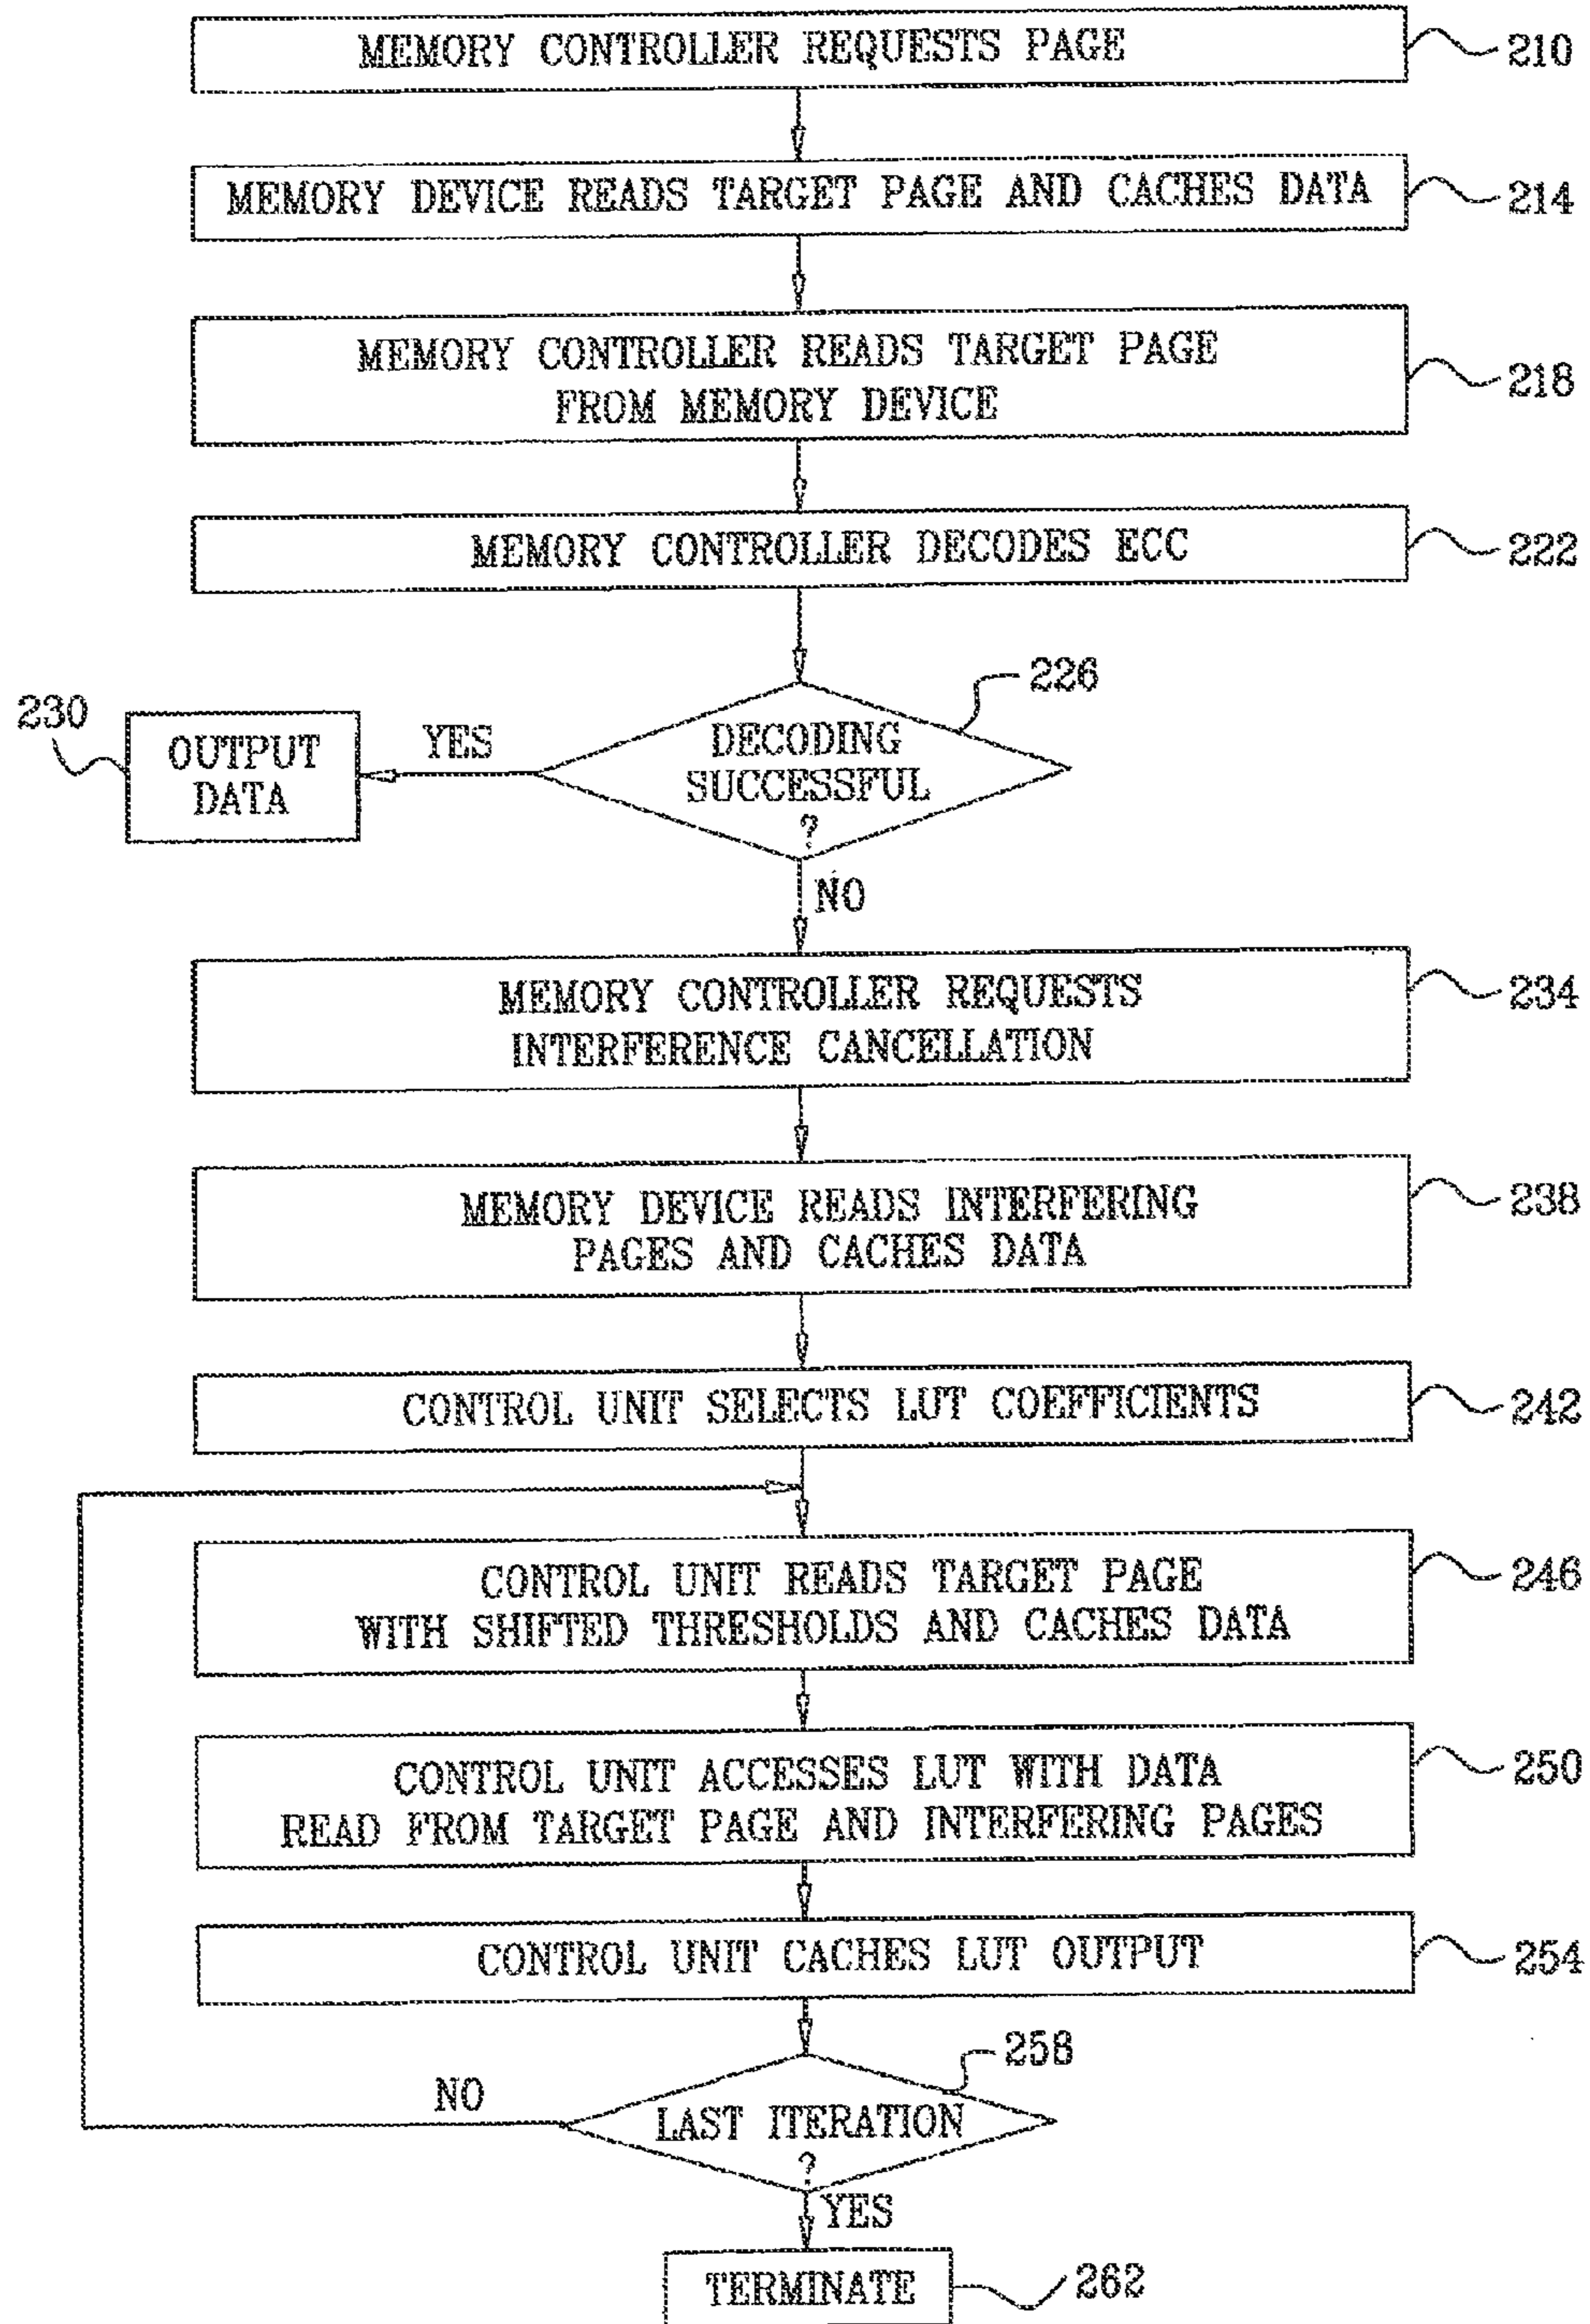 MEMORY CONTROLLER REQUESTS PAGE
210
MEMORY DEVICE READS TARGET PAGE AND CACHES DATA
214
MEMORY CONTROLLER READS TARGET PAGE
FROM MEMORY DEVICE
218
MEMORY CONTROLLER DECODES ECC
222
226
230
OUTPUT
DATA
YES
DECODING
SUCCESSFUL
?
NO
MEMORY CONTROLLER REQUESTS
INTERFERENCE CANCELLATION
234
MEMORY DEVICE READS INTERFERING
PAGES AND CACHES DATA
238
CONTROL UNIT SELECTS LUT COEFFICIENTS
242
CONTROL UNIT READS TARGET PAGE
WITH SHIFTED THRESHOLDS AND CACHES DATA
246
CONTROL UNIT ACCESSES LUT WITH DATA
READ FROM TARGET PAGE AND INTERFERING PAGES
250
CONTROL UNIT CACHES LUT OUTPUT
254
258
NO
LAST ITERATION
?
YES
TERMINATE
262